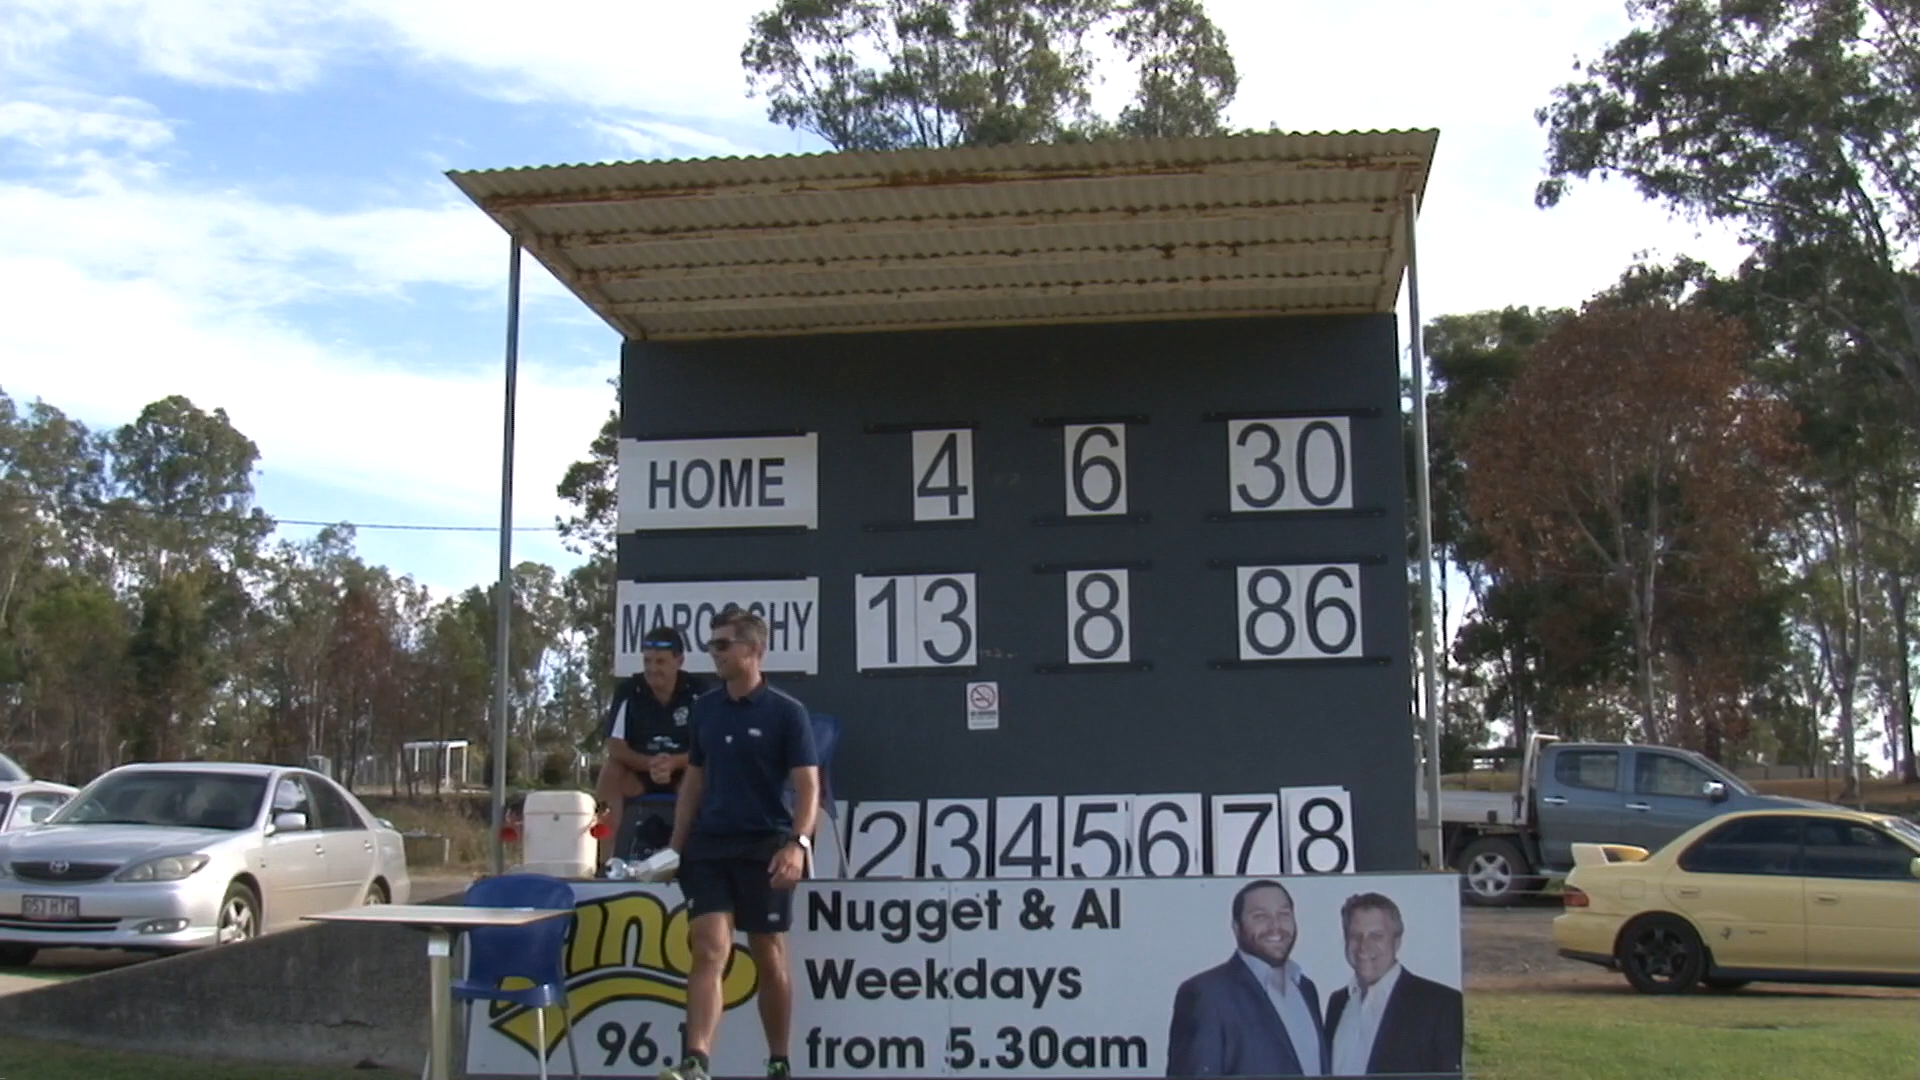 HOME 4 6 30
13 8 86
2 3 4 5 6 7 8
Nugget & Al
Weekdays
from 5.30am
96.1